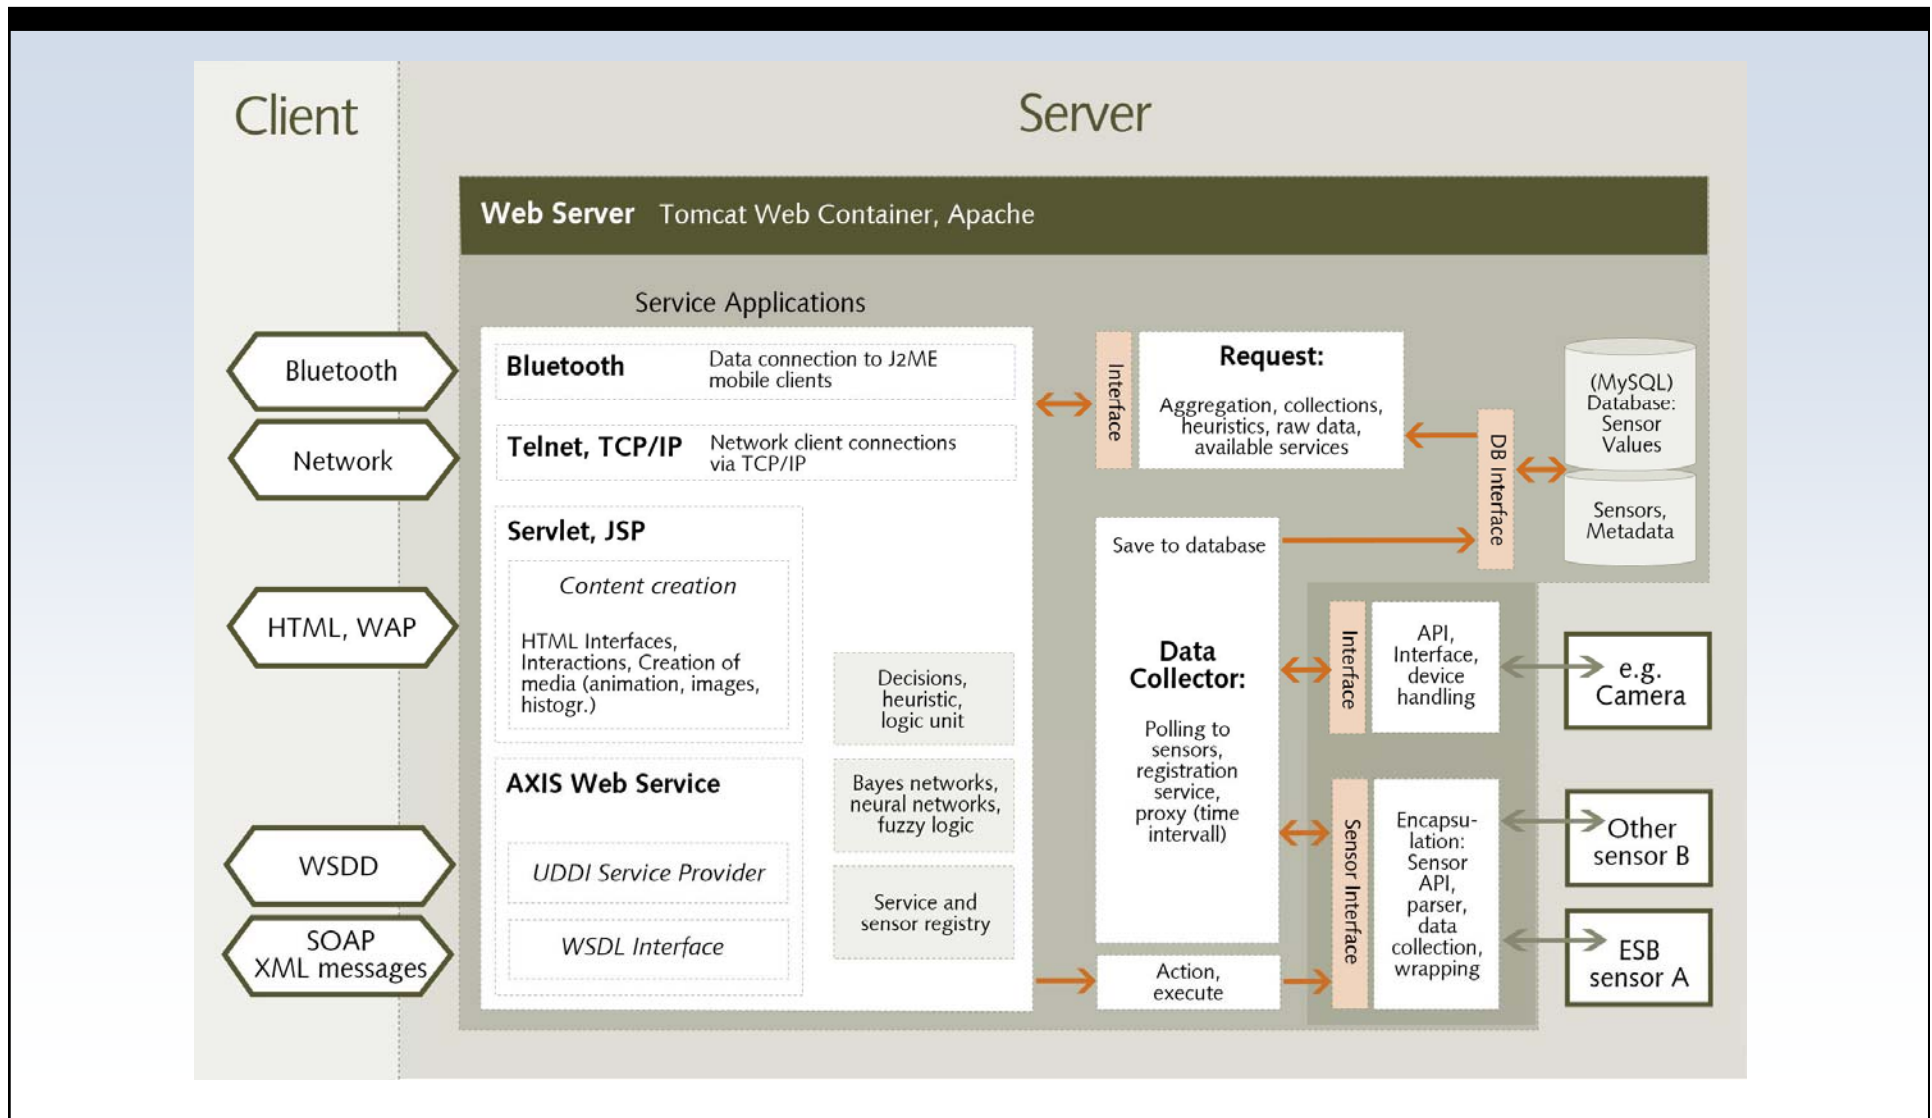 Client
Server
Web Server Tomcat Web Container, Apache
Service Applications
Bluetooth
Network
HTML, WAP
WSDD
SOAP
XML messages
Bluetooth
Data connection to J2ME
mobile clients
Telnet, TCP/IP
Network client connections
via TCP/IP
Servlet, JSP
Content creation
HTML Interfaces,
Interactions, Creation of
media (animation, images,
histogr.)
AXIS Web Service
UDDI Service Provider
WSDL Interface
Decisions,
heuristic,
logic unit
Bayes networks,
neural networks,
fuzzy logic
Service and
sensor registry
Interface
Request:
Aggregation, collections,
heuristics, raw data,
available services
DB Interface
(MySQL)
Database:
Sensor
Values
Sensors,
Metadata
Save to database
Data
Collector:
Polling to
sensors,
registration
service,
proxy (time
intervall)
Action,
execute
Interface
API,
Interface,
device
handling
Sensor Interface
Encapsu-
lation:
Sensor
API,
parser,
data
collection,
wrapping
e.g.
Camera
Other
sensor B
ESB
sensor A